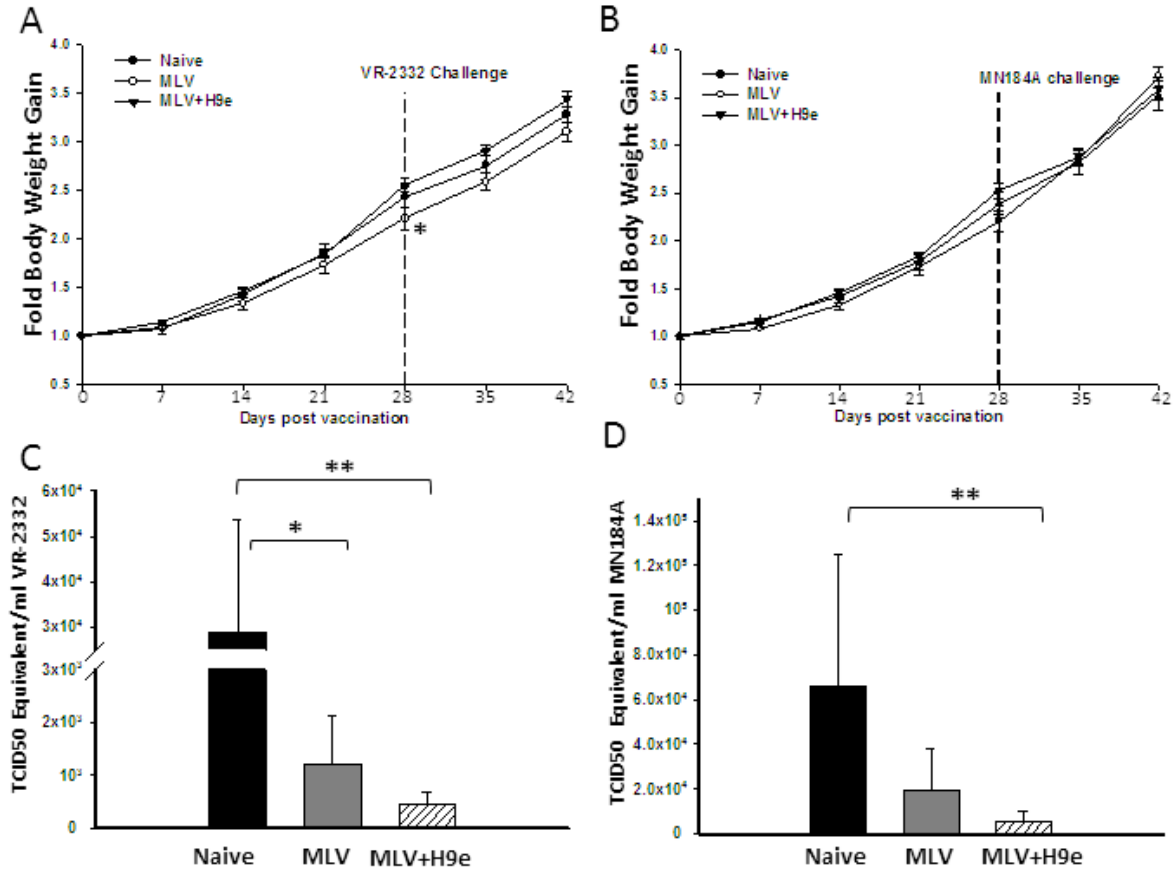 A
Fold Body Weight Gain
4.0
3.5
3.0
2.5
2.0
1.5
1.0
0.5
Naive
MLV
MLV+H9e
VR-2332 Challenge
*
0 7 14 21 28 35 42
Days post vaccination
B
Fold Body Weight Gain
4.0
3.5
3.0
2.5
2.0
1.5
1.0
0.5
Naive
MLV
MLV+H9e
MN184A challenge
0 7 14 21 28 35 42
Days post vaccination
C
TCID50 Equivalent/ml VR-2332
6x10⁴
5x10⁴
4x10⁴
3x10⁴
3x10³
2x10³
10³
0
**
*
Naive MLV MLV+H9e
D
TCID50 Equivalent/ml MN184A
1.4x10⁵
1.2x10⁵
10⁵
8.0x10⁴
6.0x10⁴
4.0x10⁴
2.0x10⁴
0
**
Naive MLV MLV+H9e